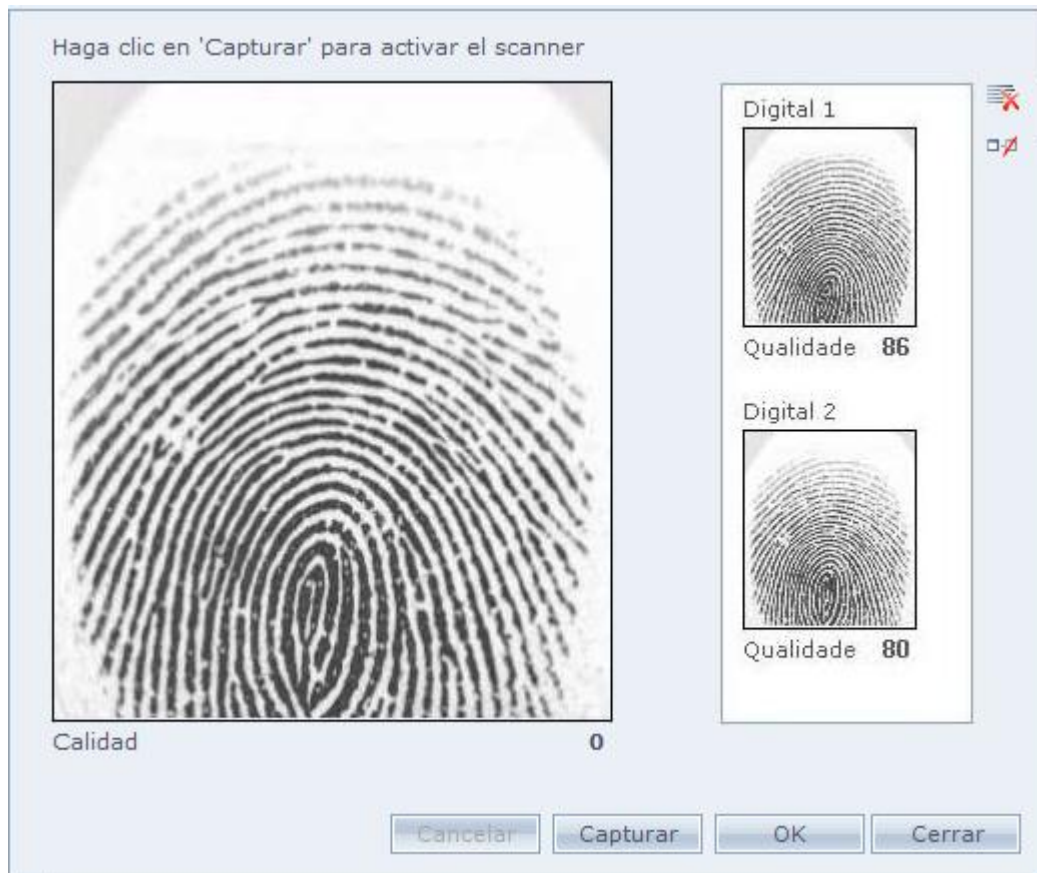 Haga clic en 'Capturar' para activar el scanner
Digital 1
Qualidade 86
Digital 2
Qualidade 80
Calidad 0
Cancelar
Capturar
OK
Cerrar